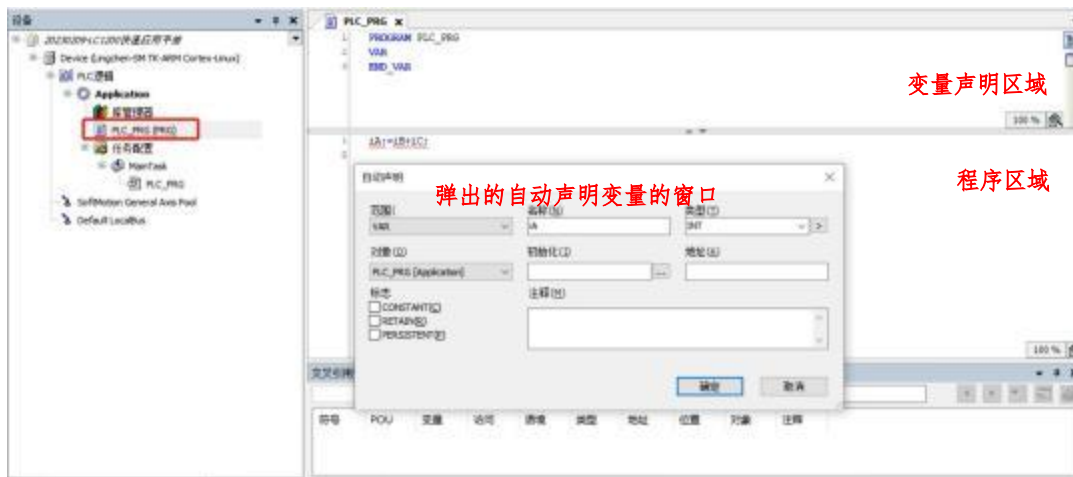 设备
PLC_PRG
PROGRAM PLC_PRG
VAR
END_VAR
变量声明区域
100 %
Device (Lingchen-SM TK-ARM Cortex-Linux)
PLC逻辑
Application
库管理器
PLC_PRG (PRG)
任务配置
MainTask
PLC_PRG
SoftMotion General Axis Pool
Default LocalBus
iA:=iB+iC;
程序区域
自动声明
弹出的自动声明变量的窗口
范围(
名称(N)
类型(T)
VAR
iA
INT
>
对象(O)
初始化(I)
地址(A)
PLC_PRG [Application]
...
标志
注释(M)
CONSTANT(C)
RETAIN(R)
PERSISTENT(P)
确定
取消
100 %
符号
POU
变量
访问
类型
地址
位置
对象
注释